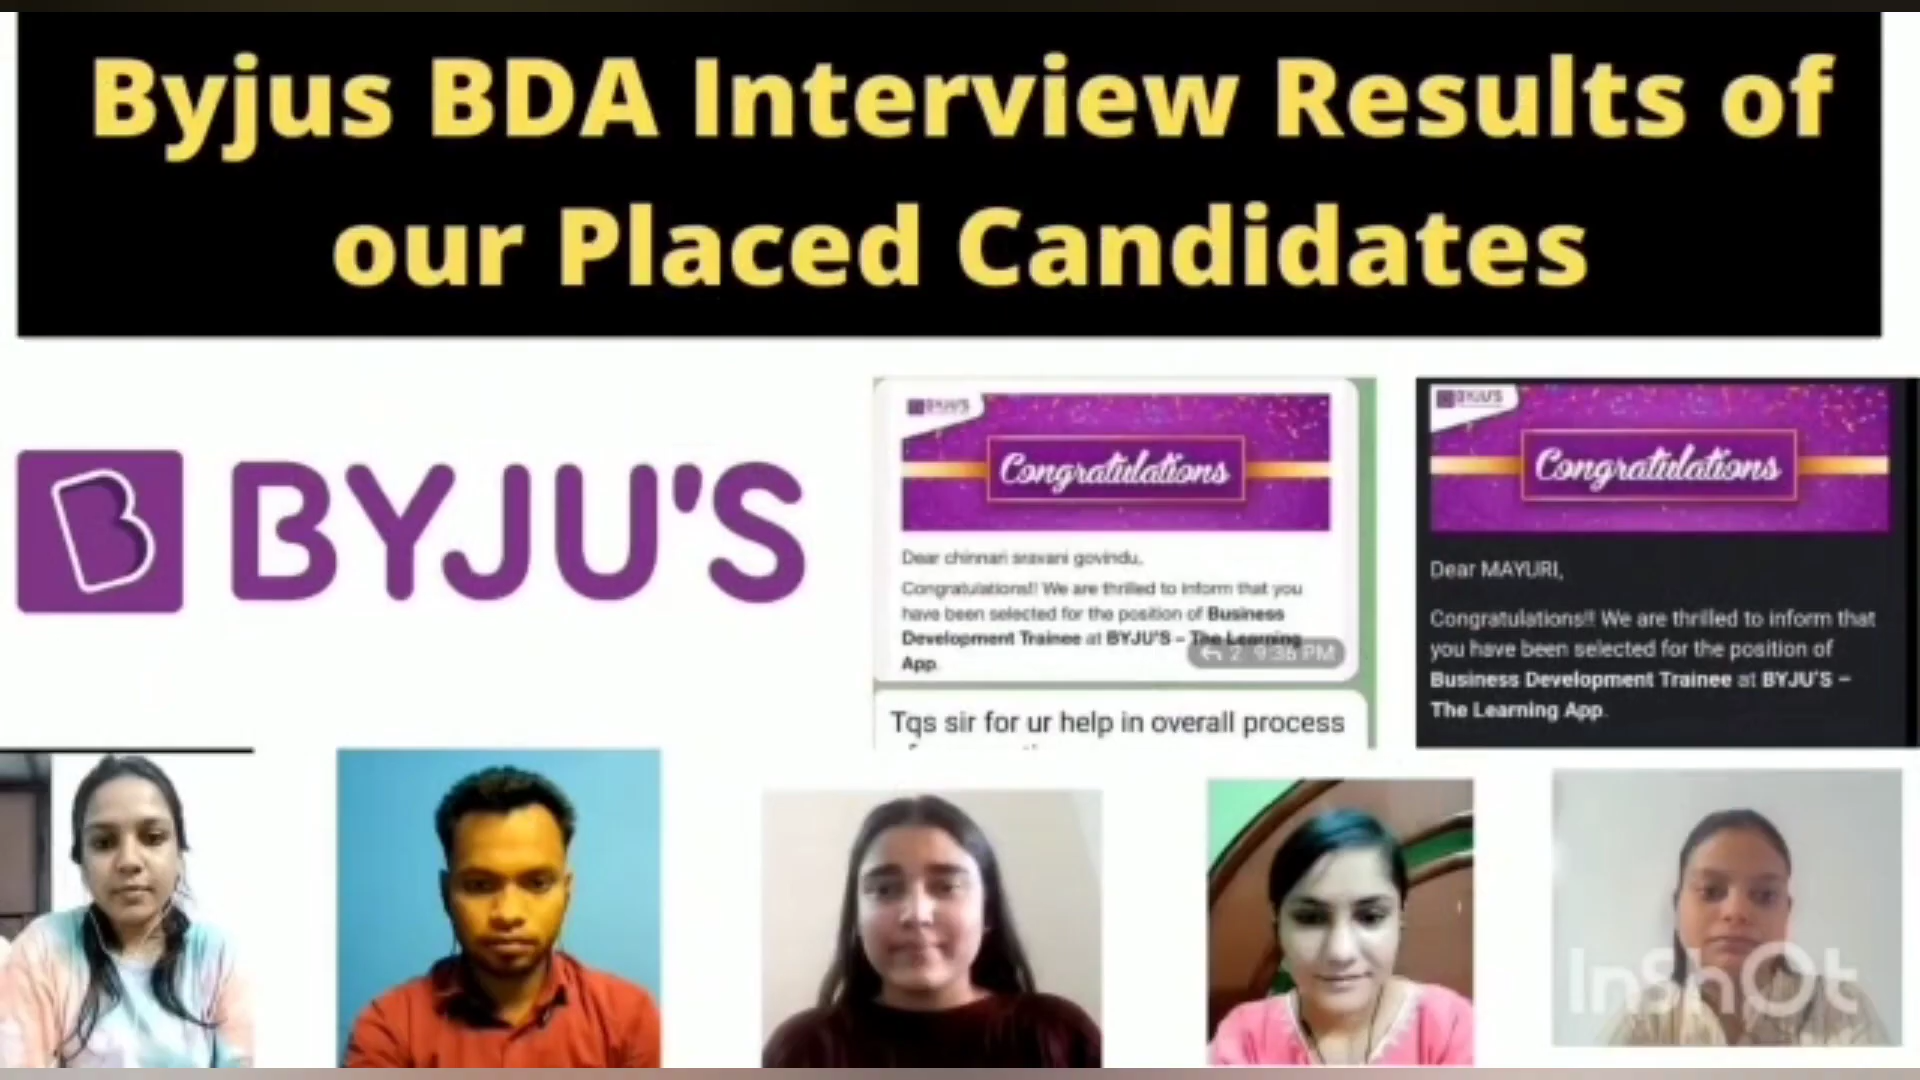 Byjus BDA Interview Results of
our Placed Candidates
BYJU'S
BYJU'S
Congratulations
Dear chinnari sravani govindu,
Congratulations!! We are thrilled to inform that you
have been selected for the position of Business
Development Trainee at BYJU'S – The Learning
App.
2 9:36 PM
Tqs sir for ur help in overall process
BYJU'S
Congratulations
Dear MAYURI,
Congratulations!! We are thrilled to inform that
you have been selected for the position of
Business Development Trainee at BYJU'S –
The Learning App.
InShOt